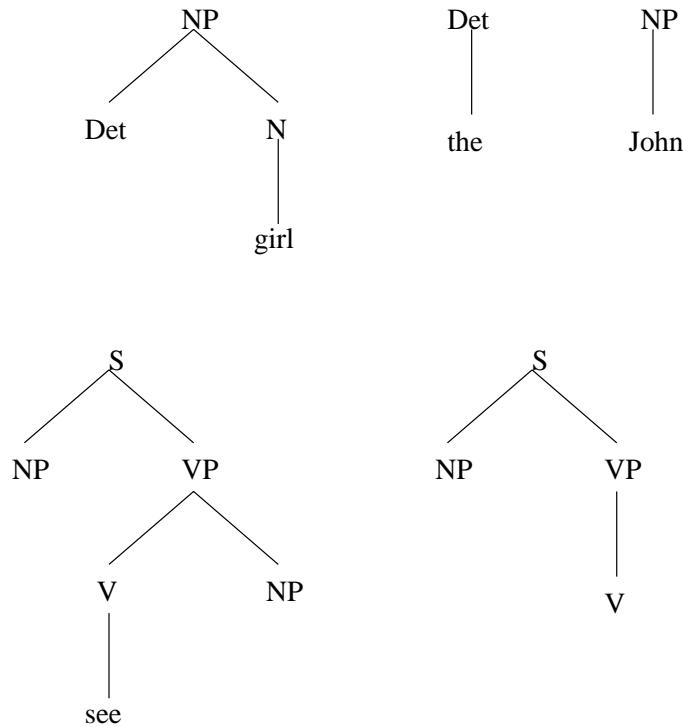 NP Det NP
Det N the John
girl
S S
NP VP NP VP
V NP V
see